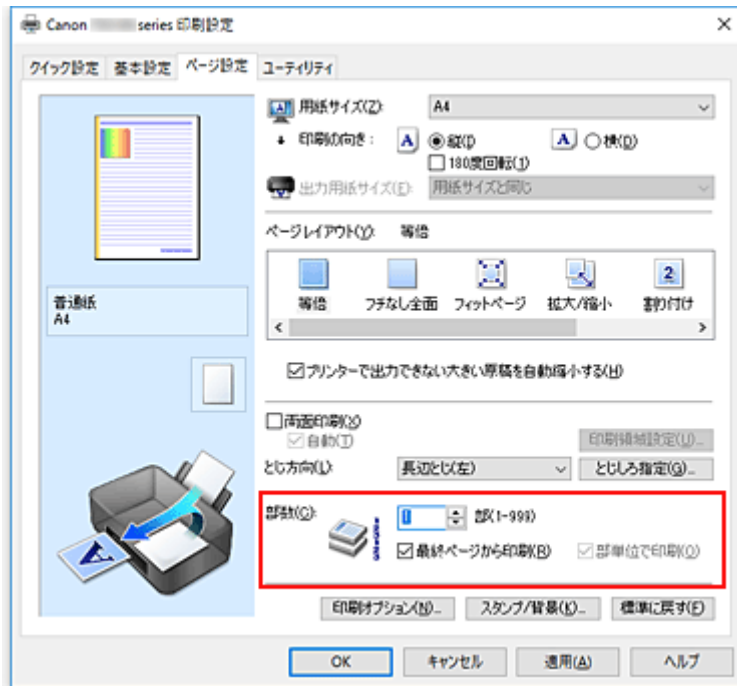 Canon series 印刷設定
クイック設定 基本設定 ページ設定 ユーティリティ
用紙サイズ(Z): A4
印刷の向き: A 縦(I) A 横(D)
180度回転(1)
出力用紙サイズ(E): 用紙サイズと同じ
ページレイアウト(Y): 等倍
等倍 フチなし全面 フィットページ 拡大/縮小 割り付け
普通紙
A4
プリンターで出力できない大きい原稿を自動縮小する(H)
両面印刷(X)
自動(T) 印刷領域設定(U)...
とじ方向(L): 長辺とじ(左) とじしろ指定(G)...
部数(C): 1 部(1-999)
最終ページから印刷(R) 部単位で印刷(O)
印刷オプション(N)... スタンプ/背景(K)... 標準に戻す(F)
OK キャンセル 適用(A) ヘルプ